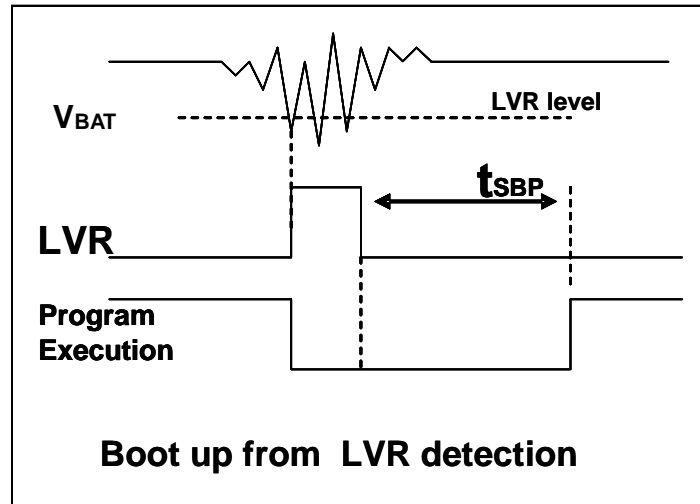 LVR level
VBAT
tSBP
LVR
Program
Execution
Boot up from LVR detection